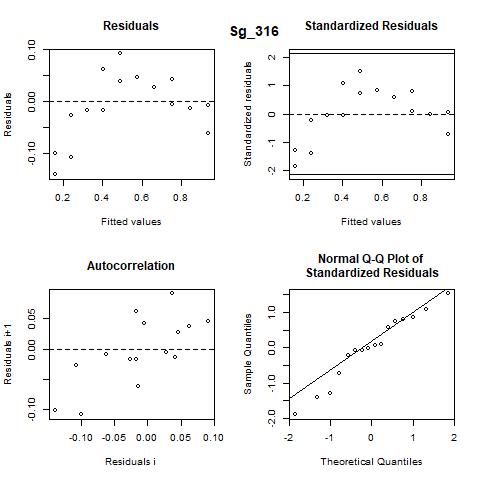 Sg_316
Residuals
Residuals
0.10
0.00
-0.10
0.2 0.4 0.6 0.8
Fitted values
Standardized Residuals
Standardized residuals
2
1
0
-1
-2
0.2 0.4 0.6 0.8
Fitted values
Autocorrelation
Residuals i+1
0.05
0.00
-0.10
-0.10 -0.05 0.00 0.05 0.10
Residuals i
Normal Q-Q Plot of
Standardized Residuals
Sample Quantiles
1.0
0.0
-1.0
-2.0
-2 -1 0 1 2
Theoretical Quantiles